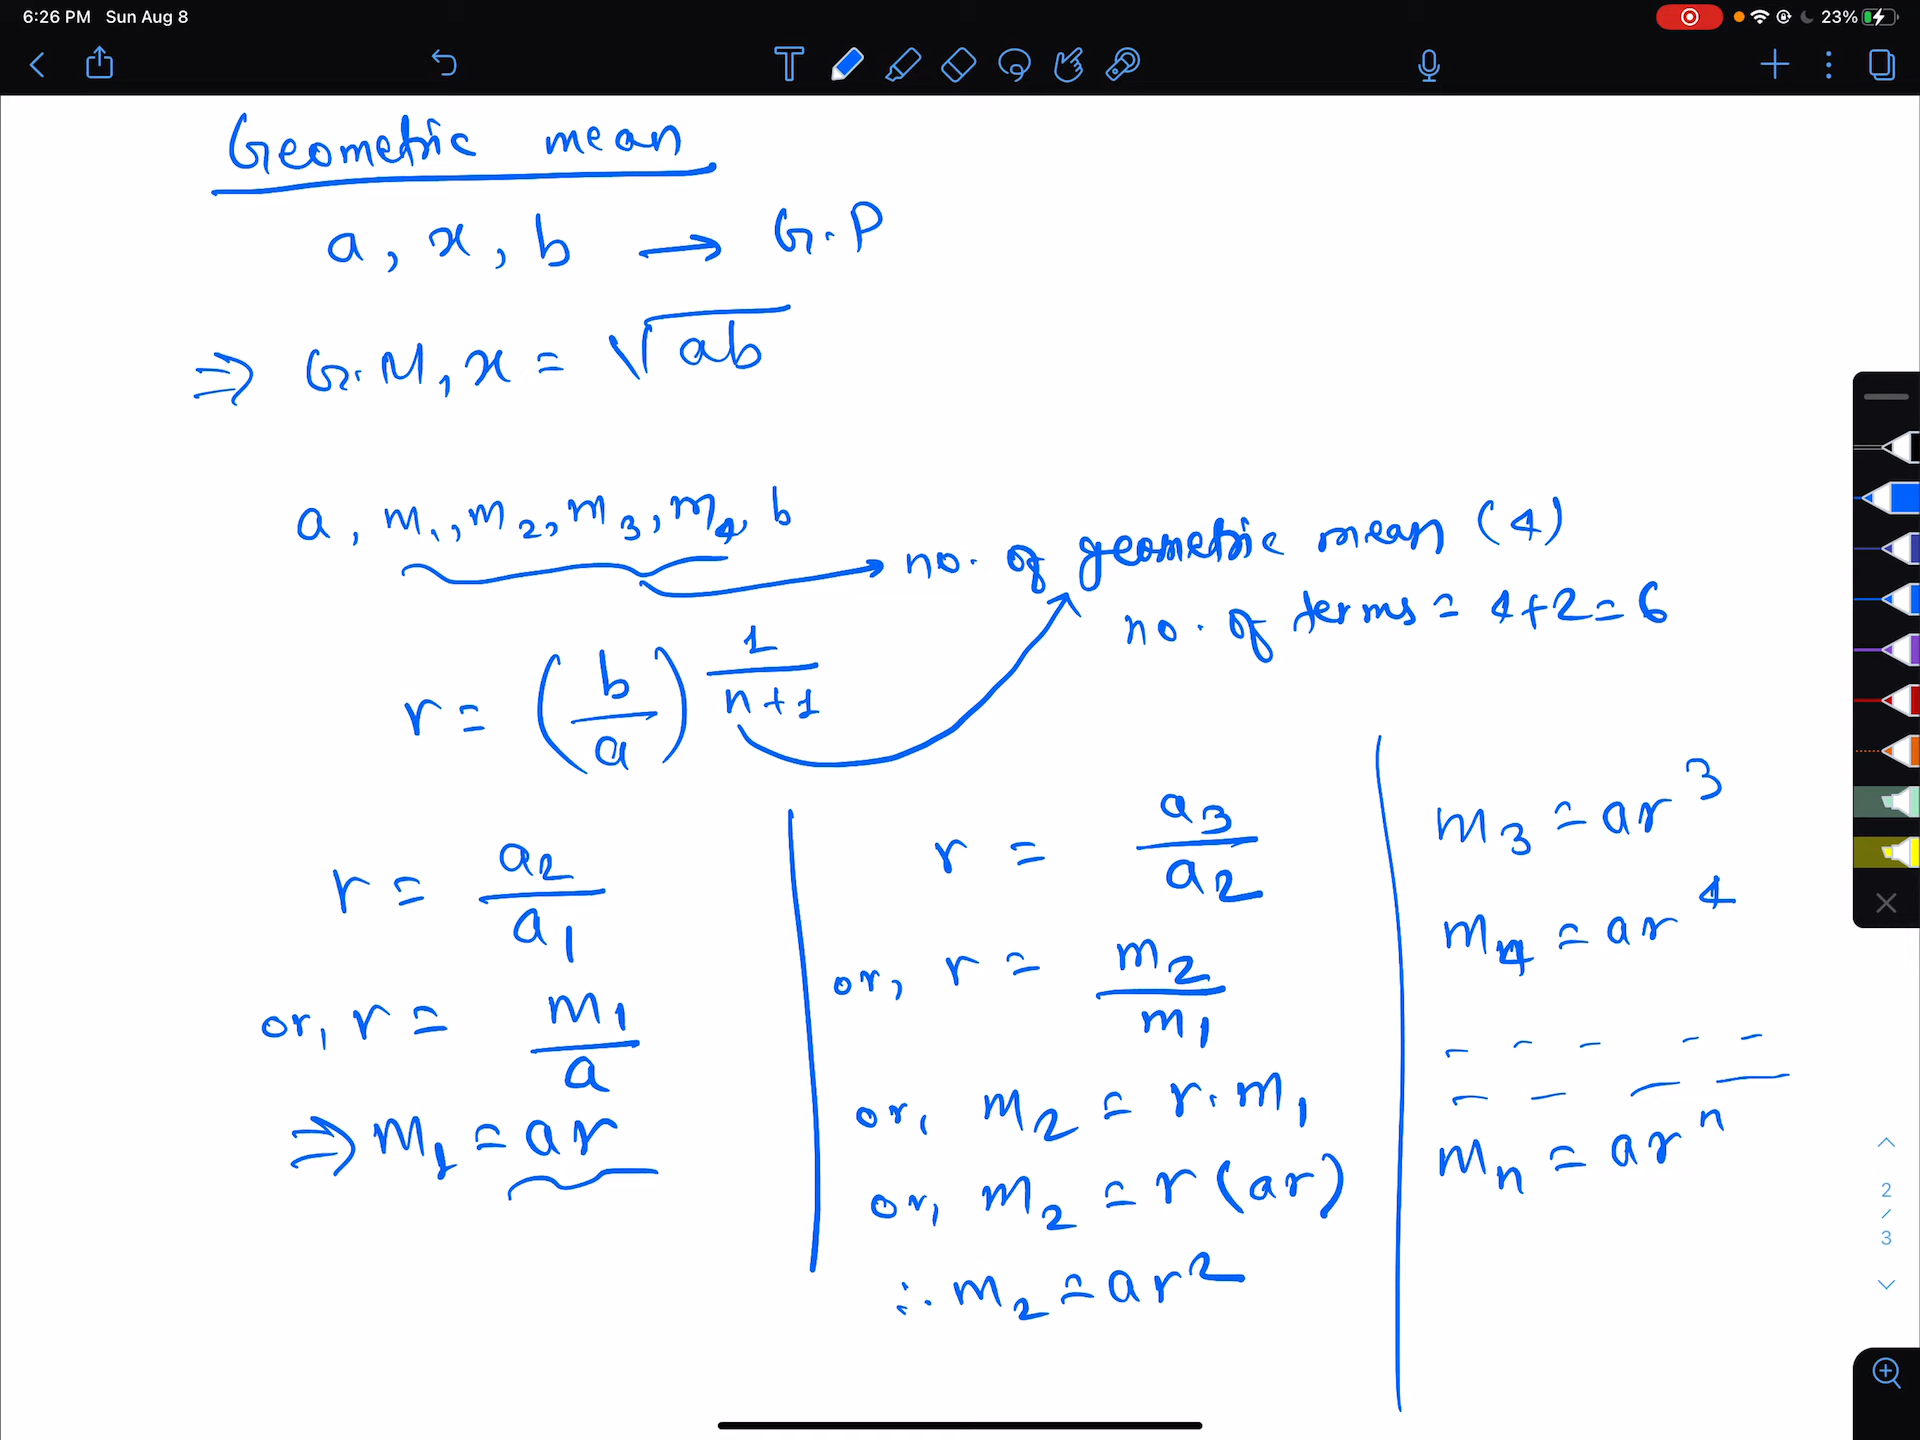 6:26 PM Sun Aug 8
23%
Geometric mean
a, x, b → G.P
⇒ G.M, x = √ab
a, m₁, m₂, m₃, m₄, b
no. of geometric mean (4)
no. of terms = 4+2=6
r = (b/a)^(1/(n+1))
r = a₂/a₁
or, r = m₁/a
⇒ m₁ = ar
r = a₃/a₂
or, r = m₂/m₁
or, m₂ = r.m₁
or, m₂ = r(ar)
∴ m₂ = ar²
m₃ = ar³
m₄ = ar⁴
- - - - -
- - - -
mₙ = arⁿ
2
/
3